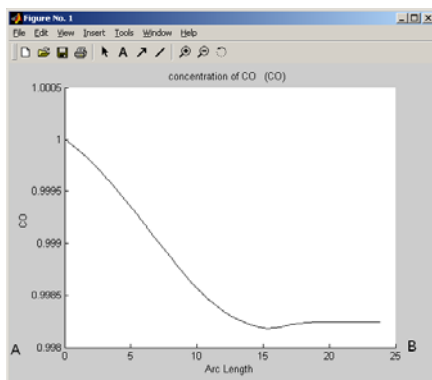 Figure No. 1
File Edit View Insert Tools Window Help
A
concentration of CO (CO)
1.0005
1
0.9995
0.999
0.9985
0.998
CO
0 5 10 15 20 25
Arc Length
A
B